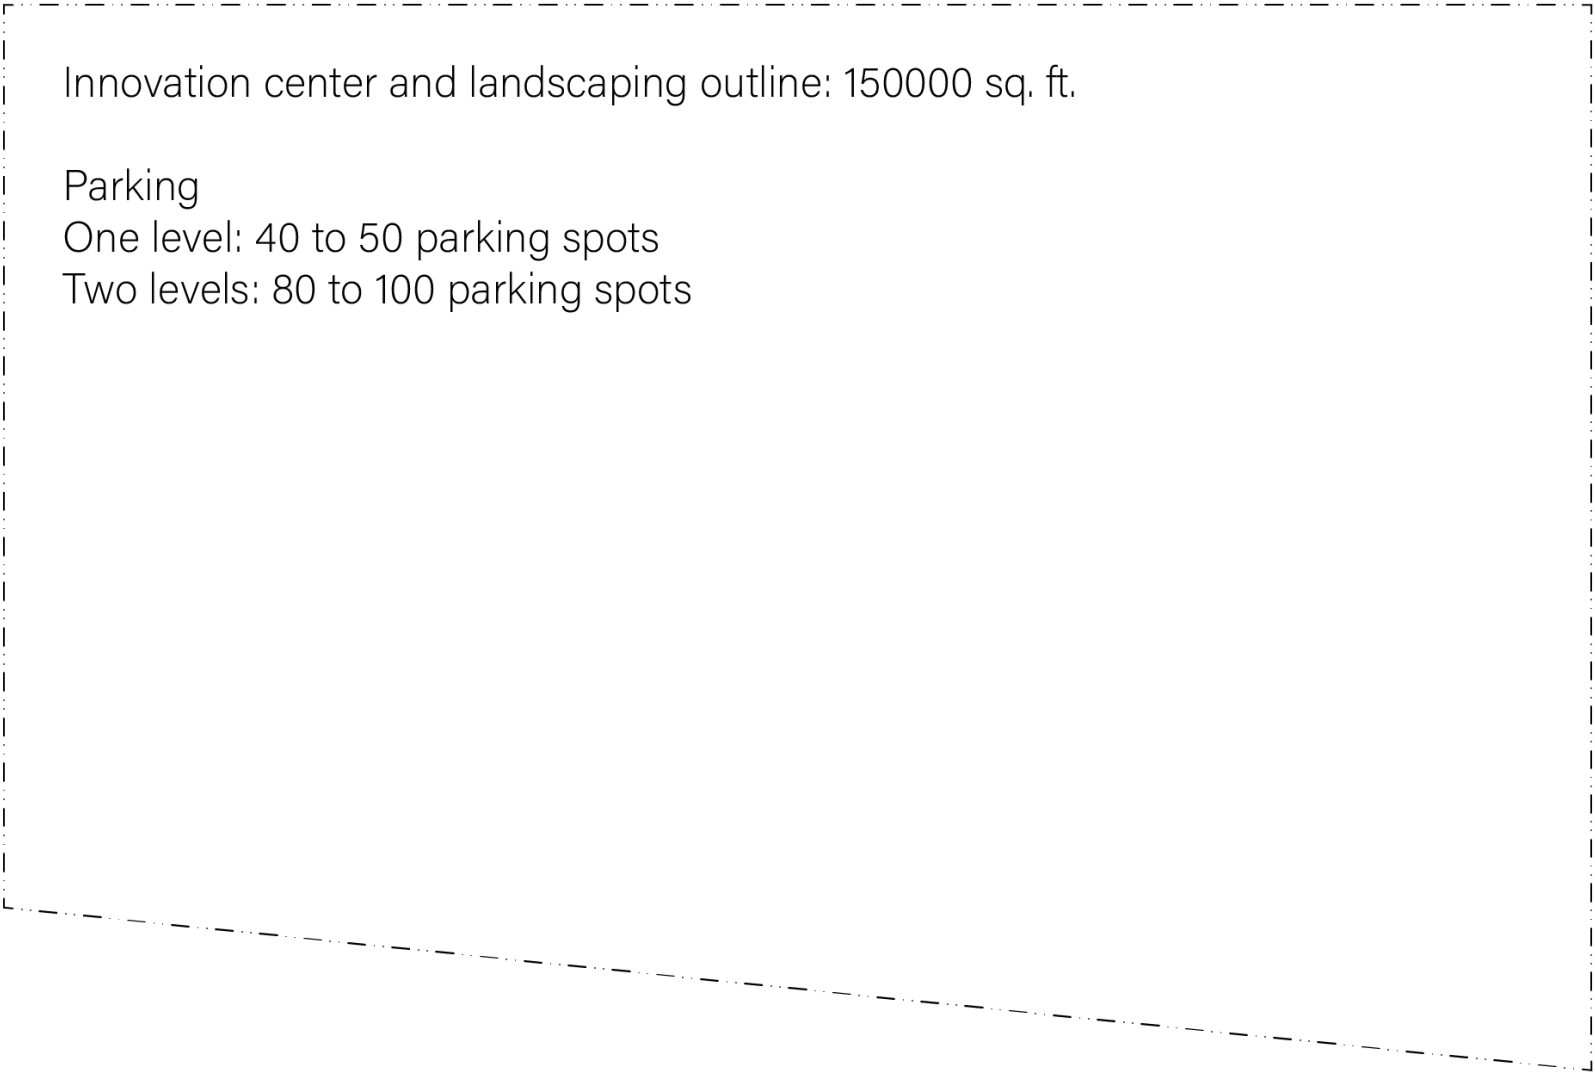 Innovation center and landscaping outline: 150000 sq. ft.
Parking
One level: 40 to 50 parking spots
Two levels: 80 to 100 parking spots